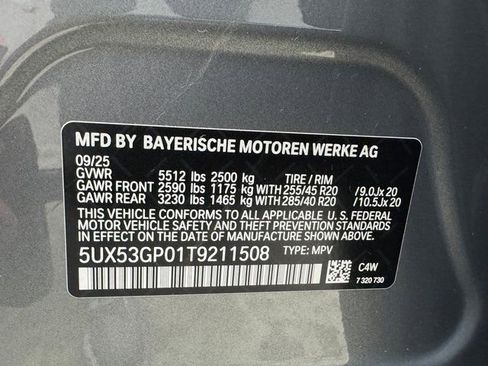 MFD BY BAYERISCHE MOTOREN WERKE AG
09/25
GVWR 5512 lbs 2500 kg TIRE / RIM
GAWR FRONT 2590 lbs 1175 kg WITH 255/45 R20 /9.0Jx 20
GAWR REAR 3230 lbs 1465 kg WITH 285/40 R20 /10.5Jx 20
THIS VEHICLE CONFORMS TO ALL APPLICABLE U. S. FEDERAL
MOTOR VEHICLE SAFETY AND THEFT PREVENTION STANDARDS IN
EFFECT ON THE DATE OF MANUFACTURE SHOWN ABOVE.
5UX53GP01T9211508 TYPE: MPV
C4W
7 320 730